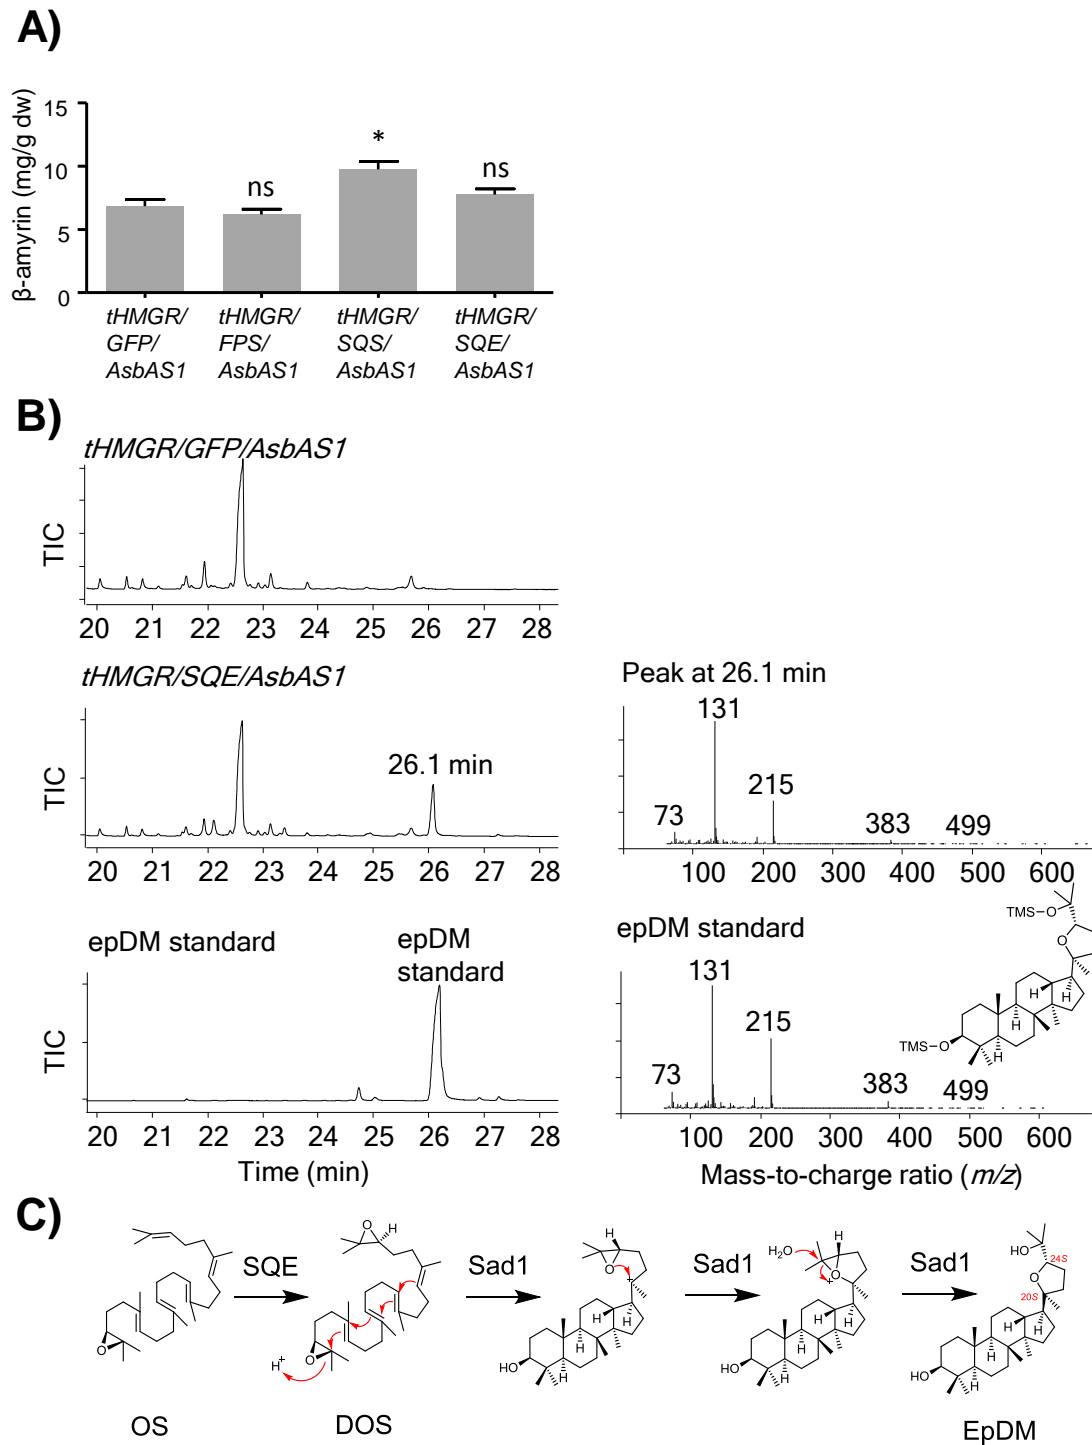 A)
β-amyrin (mg/g dw)
15
10
5
0
ns
*
ns
tHMGR/
GFP/
AsbAS1
tHMGR/
FPS/
AsbAS1
tHMGR/
SQS/
AsbAS1
tHMGR/
SQE/
AsbAS1
B)
tHMGR/GFP/AsbAS1
TIC
20 21 22 23 24 25 26 27 28
tHMGR/SQE/AsbAS1
26.1 min
TIC
20 21 22 23 24 25 26 27 28
Peak at 26.1 min
131
215
73
383
499
100 200 300 400 500 600
epDM standard
epDM
standard
TIC
20 21 22 23 24 25 26 27 28
Time (min)
epDM standard
131
215
73
383
499
TMS-O
O
H
H
H
TMS-O
H
100 200 300 400 500 600
Mass-to-charge ratio (m/z)
C)
O
H+
OS
SQE
O
H
O
DOS
Sad1
H
O
+
H
H
H
HO
H
Sad1
H2O
H
O
+
H
H
H
HO
H
Sad1
HO
24S
O
20S
H
H
H
HO
H
EpDM